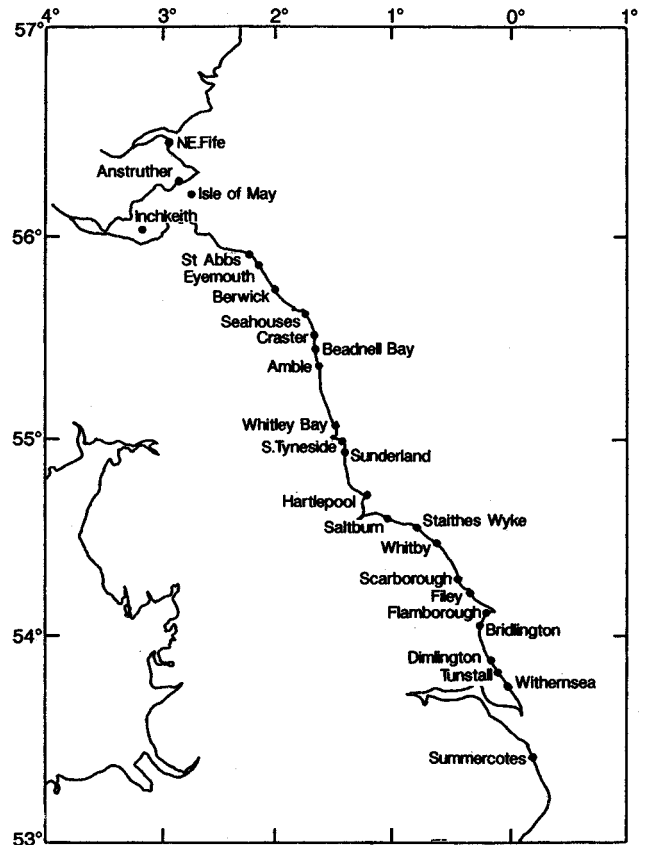 4° 3° 2° 1° 0° 1°
57°
NE.Fife
Anstruther
Isle of May
Inchkeith
56°
St Abbs
Eyemouth
Berwick
Seahouses
Craster
Beadnell Bay
Amble
Whitley Bay
55°
S.Tyneside
Sunderland
Hartlepool
Staithes Wyke
Saltburn
Whitby
Scarborough
Filey
Flamborough
54°
Bridlington
Dimlington
Tunstall
Withernsea
Summercotes
53°